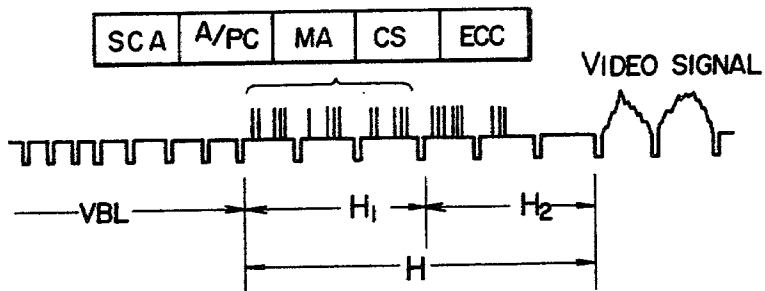 SCA A/PC MA CS ECC
VIDEO SIGNAL
VBL H₁ H₂
H